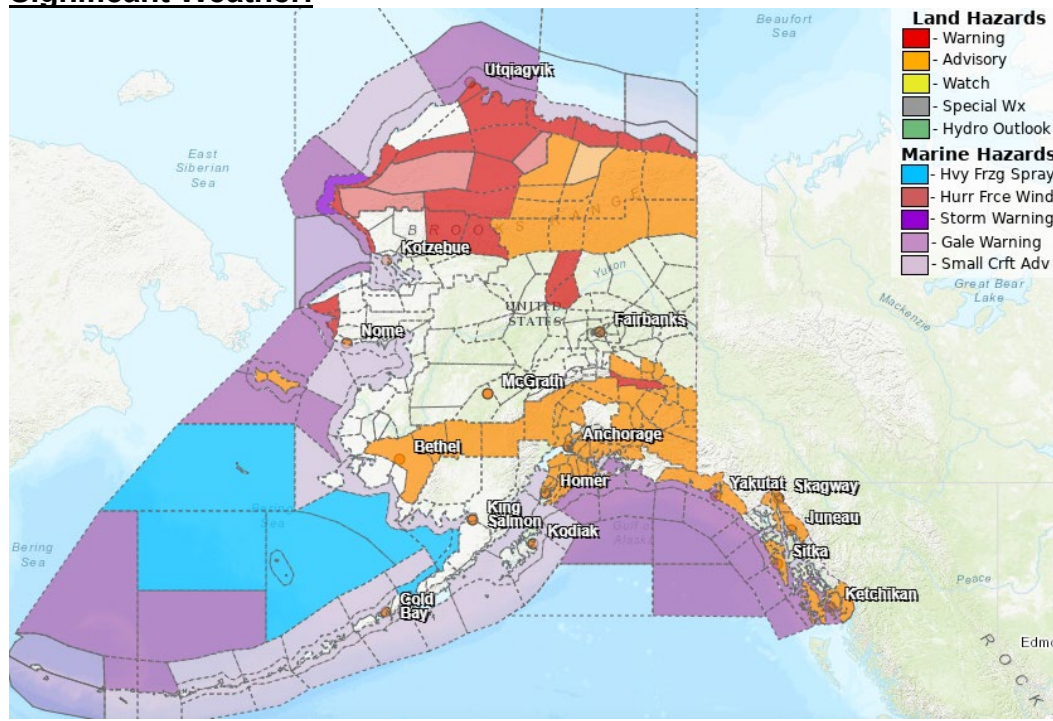 Significant Weather:
Beaufort
Sea
Land Hazards
- Warning
- Advisory
- Watch
- Special Wx
- Hydro Outlook
Marine Hazards
- Hvy Frzg Spray
- Hurr Frce Wind
- Storm Warning
- Gale Warning
- Small Crft Adv
Utqiagvik
East
Siberian
Sea
BROOKS RANGE
Kotzebue
Yukon
Great Bear
Lake
Mackenzie
UNITED
STATES
Nome
Fairbanks
McGrath
Bethel
Anchorage
Homer
Yakutat
Skagway
King
Salmon
Kodiak
Gulf of
Alaska
Juneau
Sitka
Bering
Sea
Bering
Sea
Peace
Cold
Bay
Ketchikan
Edmo
ROCK